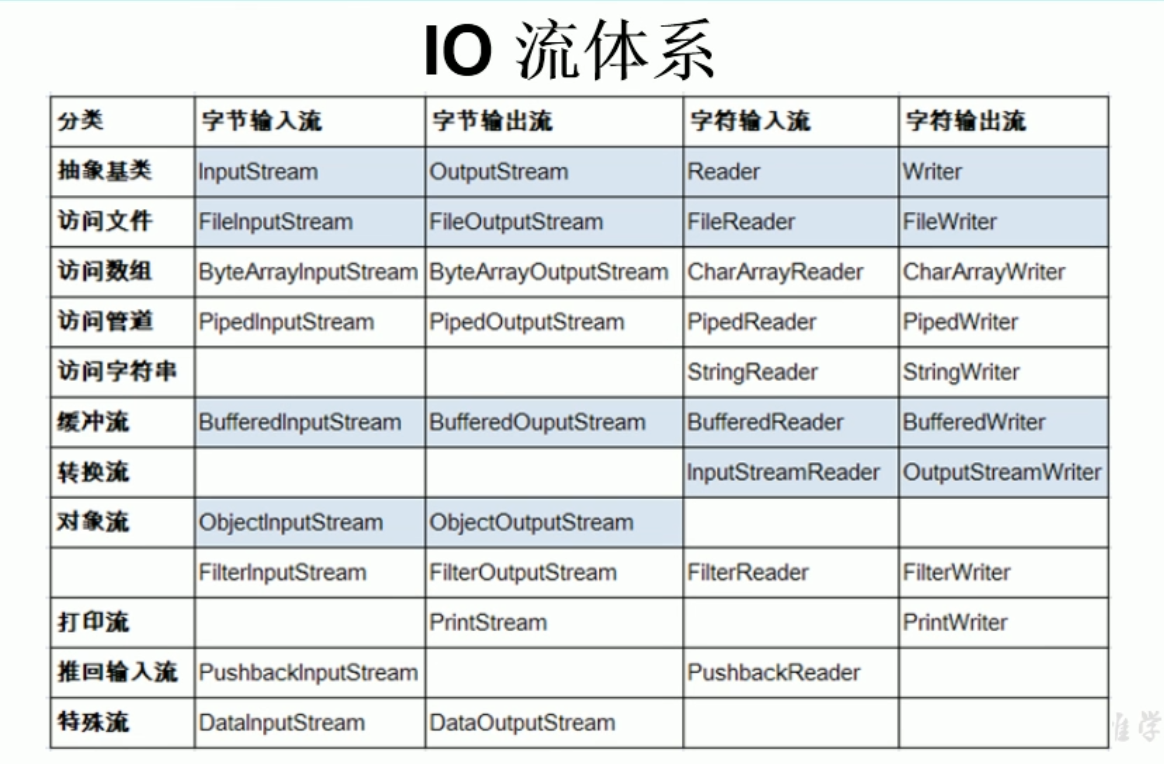 IO 流体系
分类 字节输入流 字节输出流 字符输入流 字符输出流
抽象基类 InputStream OutputStream Reader Writer
访问文件 FileInputStream FileOutputStream FileReader FileWriter
访问数组 ByteArrayInputStream ByteArrayOutputStream CharArrayReader CharArrayWriter
访问管道 PipedInputStream PipedOutputStream PipedReader PipedWriter
访问字符串 StringReader StringWriter
缓冲流 BufferedInputStream BufferedOuputStream BufferedReader BufferedWriter
转换流 InputStreamReader OutputStreamWriter
对象流 ObjectInputStream ObjectOutputStream
FilterInputStream FilterOutputStream FilterReader FilterWriter
打印流 PrintStream PrintWriter
推回输入流 PushbackInputStream PushbackReader
特殊流 DataInputStream DataOutputStream